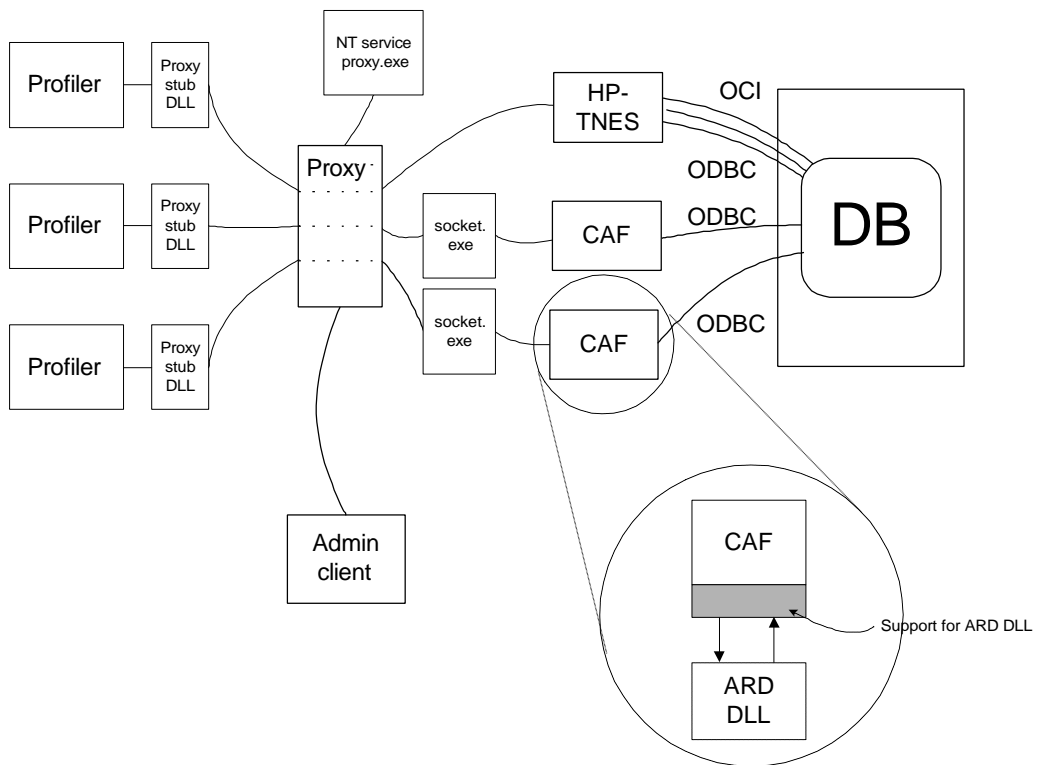 NT service
proxy.exe
Profiler
Proxy
stub
DLL
HP-
TNES
OCI
Proxy
ODBC
Profiler
Proxy
stub
DLL
socket.
exe
CAF
ODBC
DB
Profiler
Proxy
stub
DLL
socket.
exe
CAF
ODBC
Admin
client
CAF
Support for ARD DLL
ARD
DLL